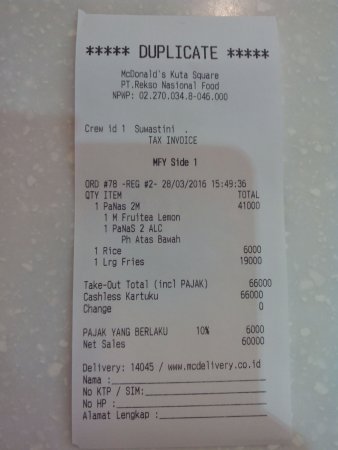 ***** DUPLICATE *****
McDonald's Kuta Square
PT.Rekso Nasional Food
NPWP: 02.270.034.8-046.000
Crew id 1 Suwastini .
TAX INVOICE
MFY Side 1
ORD #78 -REG #2- 28/03/2016 15:49:36
QTY ITEM TOTAL
1 PaNas 2M 41000
1 M Fruitea Lemon
1 PaNaS 2 ALC
Ph Atas Bawah
1 Rice 6000
1 Lrg Fries 19000
Take-Out Total (incl PAJAK) 66000
Cashless Kartuku 66000
Change 0
PAJAK YANG BERLAKU 10% 6000
Net Sales 60000
Delivery: 14045 / www.mcdelivery.co.id
Nama :
No KTP / SIM:
No HP :
Alamat Lengkap :